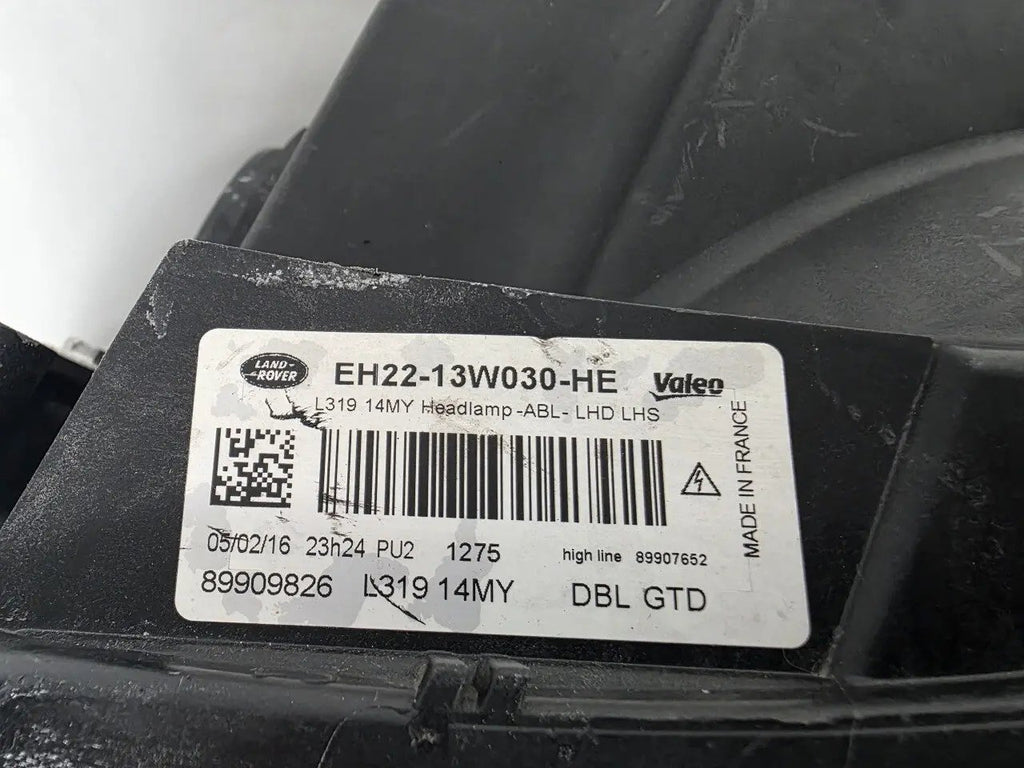 LAND-
ROVER
EH22-13W030-HE
Valeo
L319 14MY Headlamp -ABL- LHD LHS
MADE IN FRANCE
05/02/16 23h24 PU2 1275 high line 89907652
89909826 L319 14MY DBL GTD